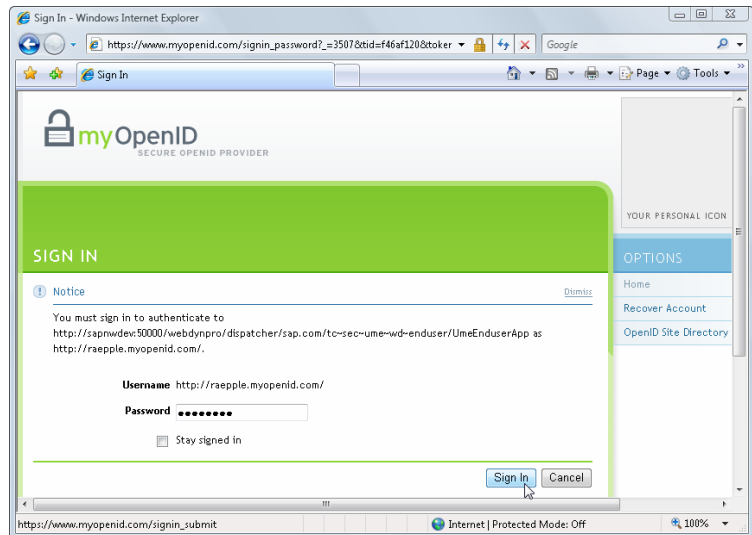 Sign In - Windows Internet Explorer
https://www.myopenid.com/signin_password?_=3507&tid=f46af120&toker
Google
Sign In
Page
Tools
myOpenID
SECURE OPENID PROVIDER
YOUR PERSONAL ICON
SIGN IN
OPTIONS
Home
Recover Account
OpenID Site Directory
Notice
Dismiss
You must sign in to authenticate to
http://sapnwdev:50000/webdynpro/dispatcher/sap.com/tc~sec~ume~wd~enduser/UmeEnduserApp as
http://raepple.myopenid.com/.
Username http://raepple.myopenid.com/
Password ●●●●●●●●
Stay signed in
Sign In Cancel
https://www.myopenid.com/signin_submit
Internet | Protected Mode: Off
100%